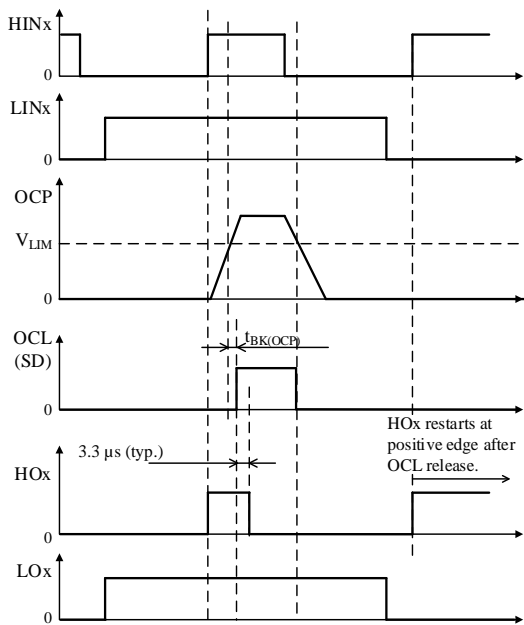 HINx
0
LINx
0
OCP
VLIM
0
OCL
(SD)
tBK(OCP)
0
HOx restarts at
positive edge after
OCL release.
3.3 µs (typ.)
HOx
0
LOx
0